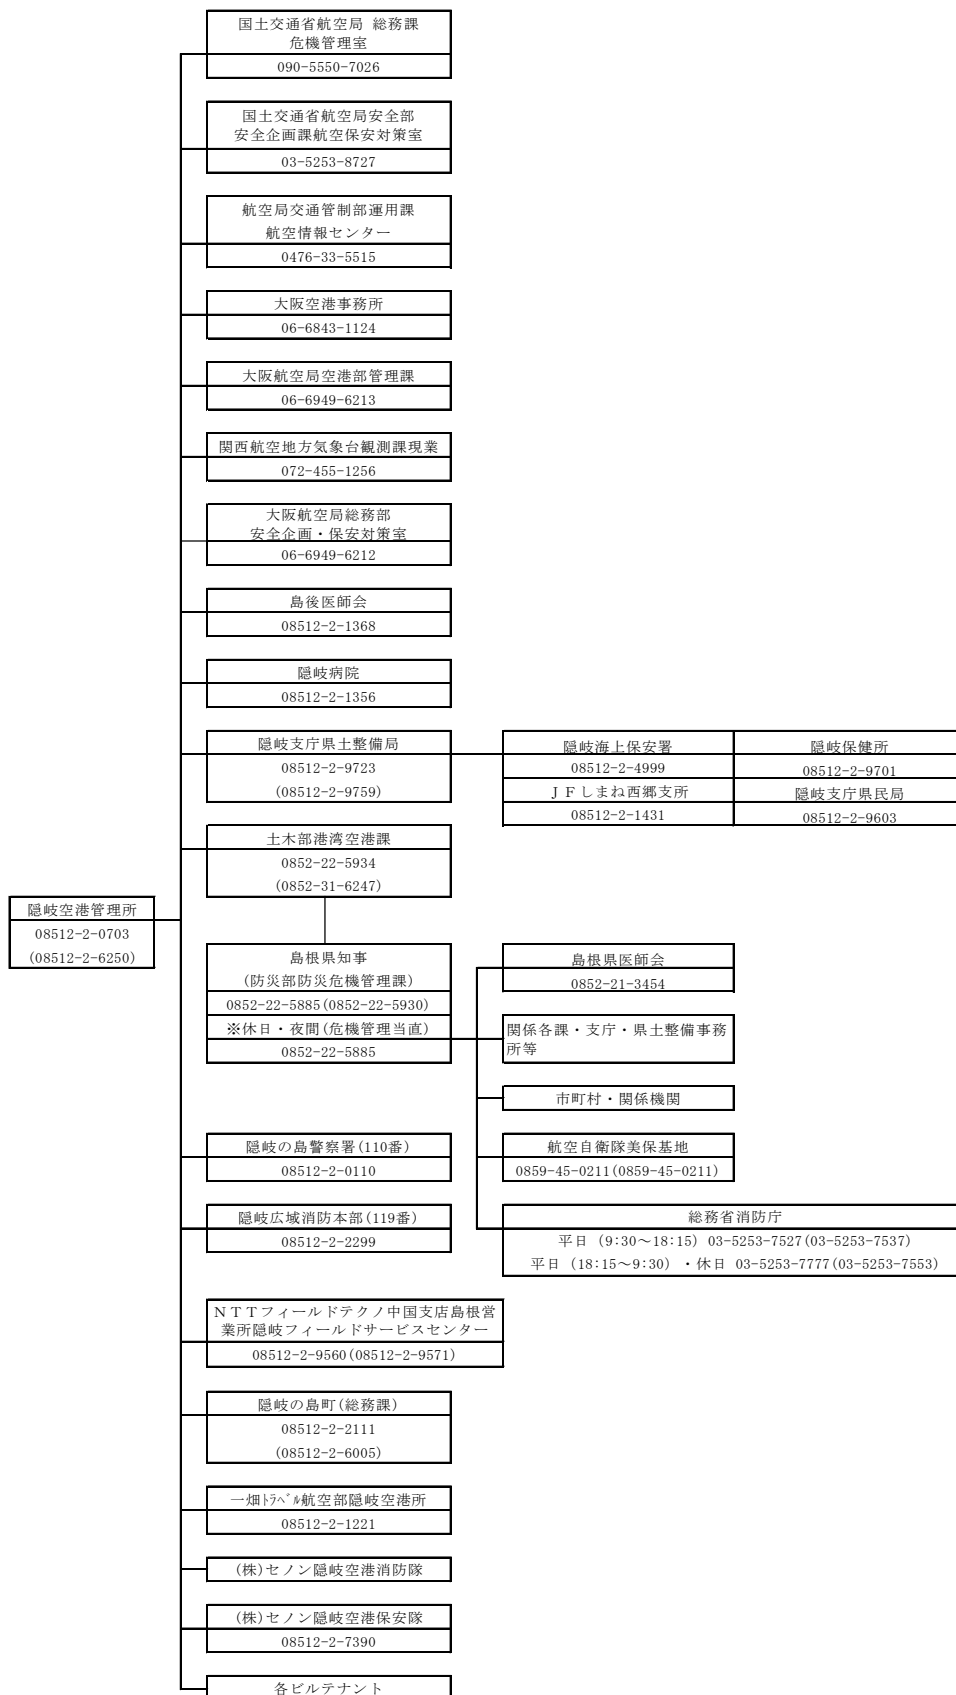 国土交通省航空局 総務課
危機管理室
090-5550-7026
国土交通省航空局安全部
安全企画課航空保安対策室
03-5253-8727
航空局交通管制部運用課
航空情報センター
0476-33-5515
大阪空港事務所
06-6843-1124
大阪航空局空港部管理課
06-6949-6213
関西航空地方気象台観測課現業
072-455-1256
大阪航空局総務部
安全企画・保安対策室
06-6949-6212
島後医師会
08512-2-1368
隠岐病院
08512-2-1356
隠岐支庁県土整備局
08512-2-9723
(08512-2-9759)
隠岐海上保安署
08512-2-4999
隠岐保健所
08512-2-9701
ＪＦしまね西郷支所
08512-2-1431
隠岐支庁県民局
08512-2-9603
土木部港湾空港課
0852-22-5934
(0852-31-6247)
隠岐空港管理所
08512-2-0703
(08512-2-6250)
島根県知事
(防災部防災危機管理課)
0852-22-5885(0852-22-5930)
※休日・夜間(危機管理当直)
0852-22-5885
島根県医師会
0852-21-3454
関係各課・支庁・県土整備事務
所等
市町村・関係機関
航空自衛隊美保基地
0859-45-0211(0859-45-0211)
総務省消防庁
平日（9:30～18:15）03-5253-7527(03-5253-7537)
平日（18:15～9:30）・休日 03-5253-7777(03-5253-7553)
隠岐の島警察署(110番)
08512-2-0110
隠岐広域消防本部(119番)
08512-2-2299
ＮＴＴフィールドテクノ中国支店島根営
業所隠岐フィールドサービスセンター
08512-2-9560(08512-2-9571)
隠岐の島町(総務課)
08512-2-2111
(08512-2-6005)
一畑ﾄﾗﾍﾞﾙ航空部隠岐空港所
08512-2-1221
(株)セノン隠岐空港消防隊
(株)セノン隠岐空港保安隊
08512-2-7390
各ビルテナント